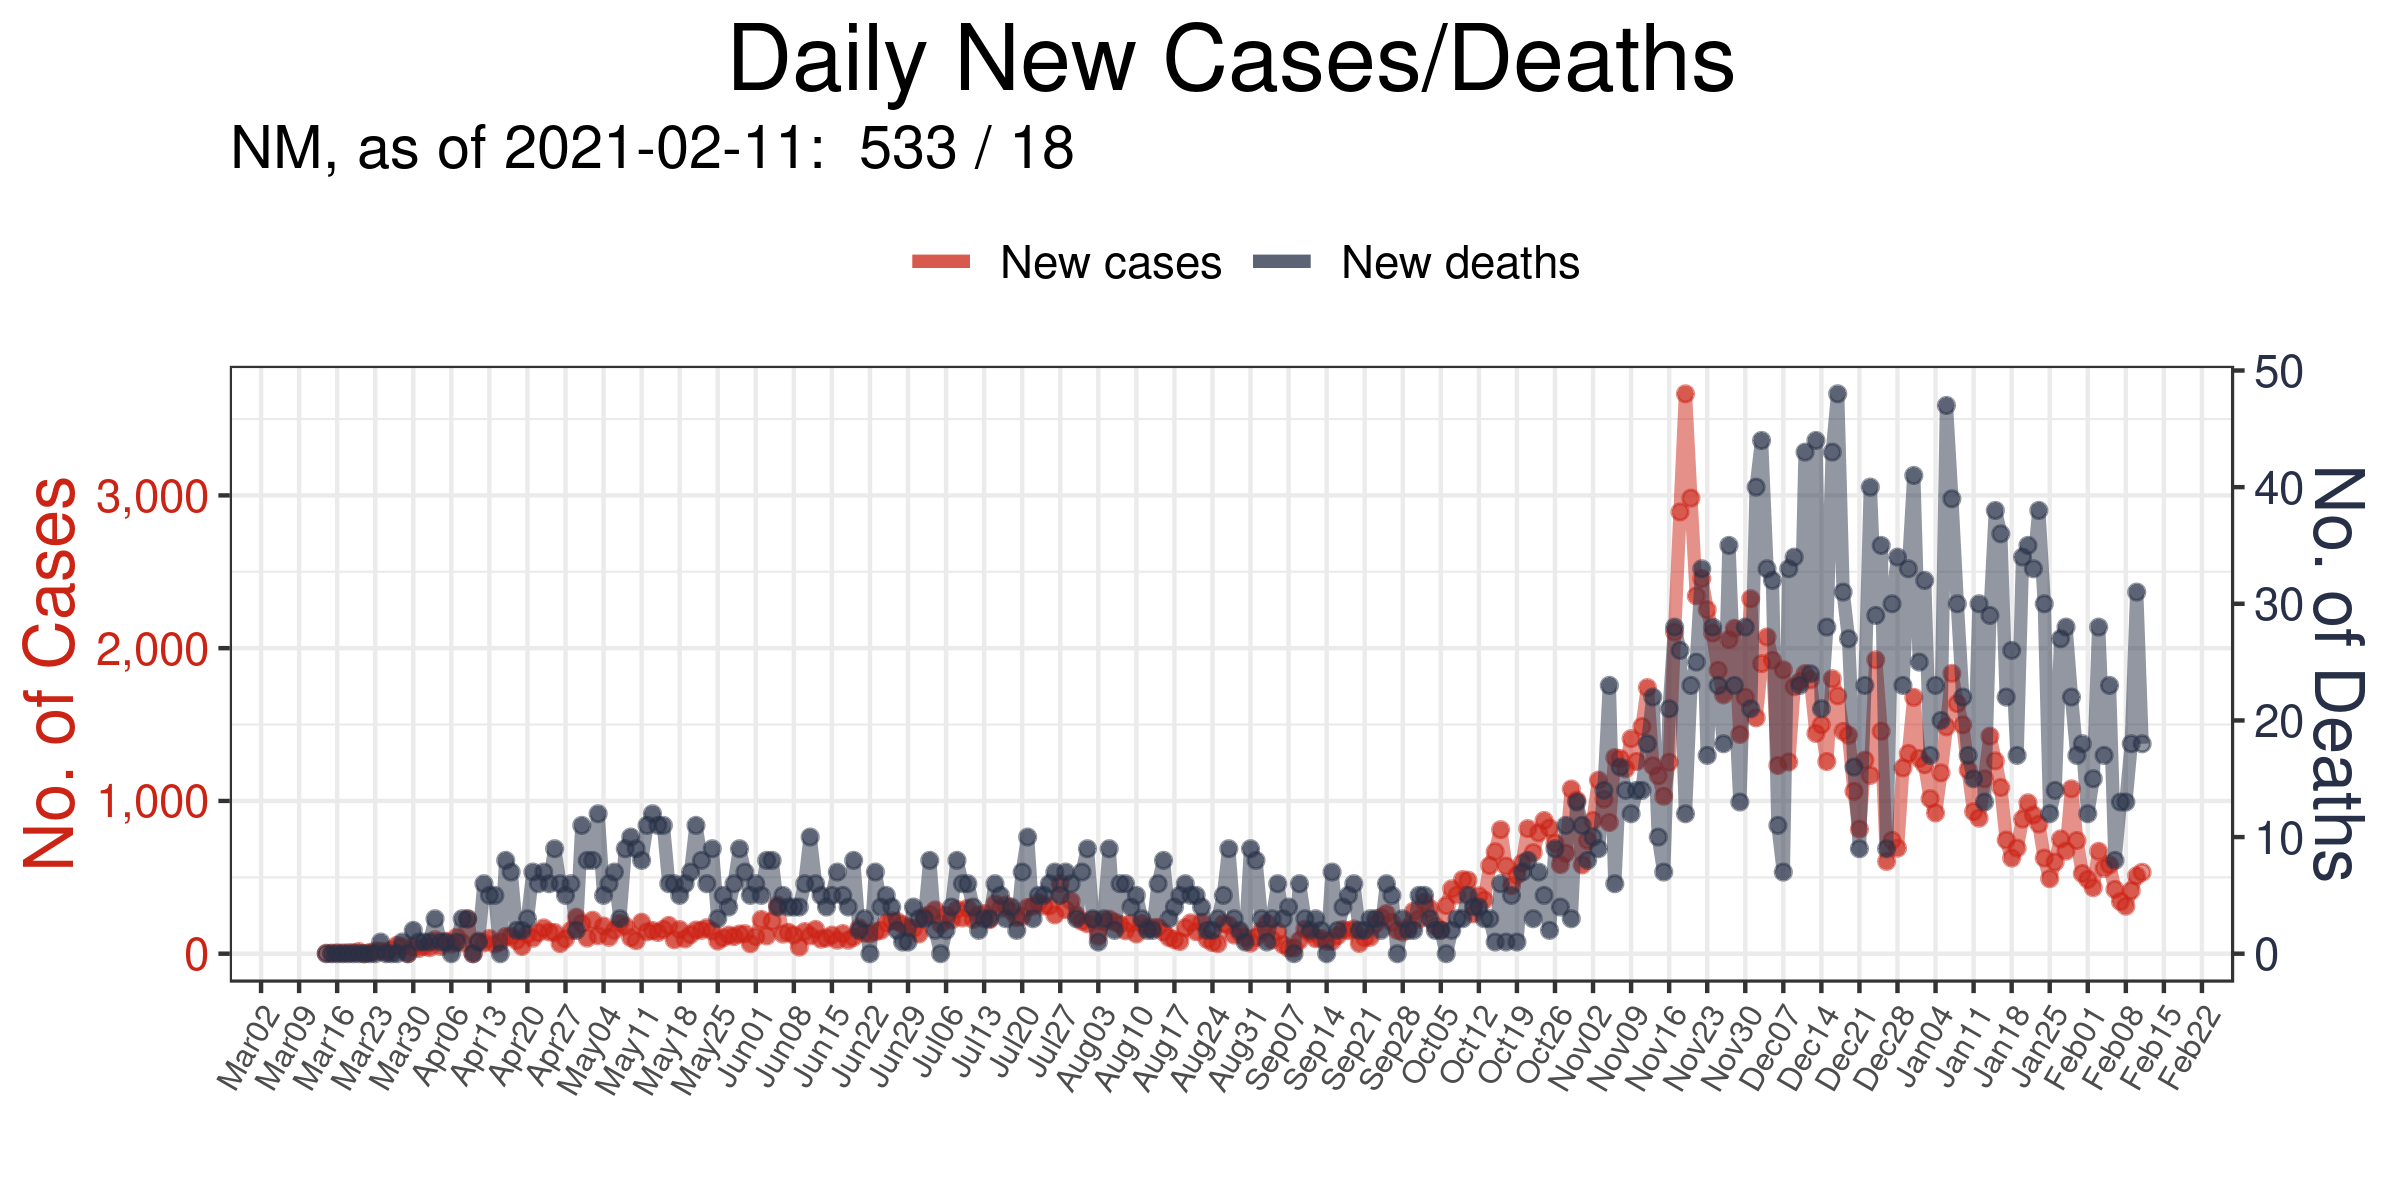 Daily New Cases/Deaths
NM, as of 2021-02-11:  533 / 18
New cases
New deaths
No. of Cases
3,000
2,000
1,000
0
50
40
30
20
10
0
No. of Deaths
Mar02
Mar09
Mar16
Mar23
Mar30
Apr06
Apr13
Apr20
Apr27
May04
May11
May18
May25
Jun01
Jun08
Jun15
Jun22
Jun29
Jul06
Jul13
Jul20
Jul27
Aug03
Aug10
Aug17
Aug24
Aug31
Sep07
Sep14
Sep21
Sep28
Oct05
Oct12
Oct19
Oct26
Nov02
Nov09
Nov16
Nov23
Nov30
Dec07
Dec14
Dec21
Dec28
Jan04
Jan11
Jan18
Jan25
Feb01
Feb08
Feb15
Feb22